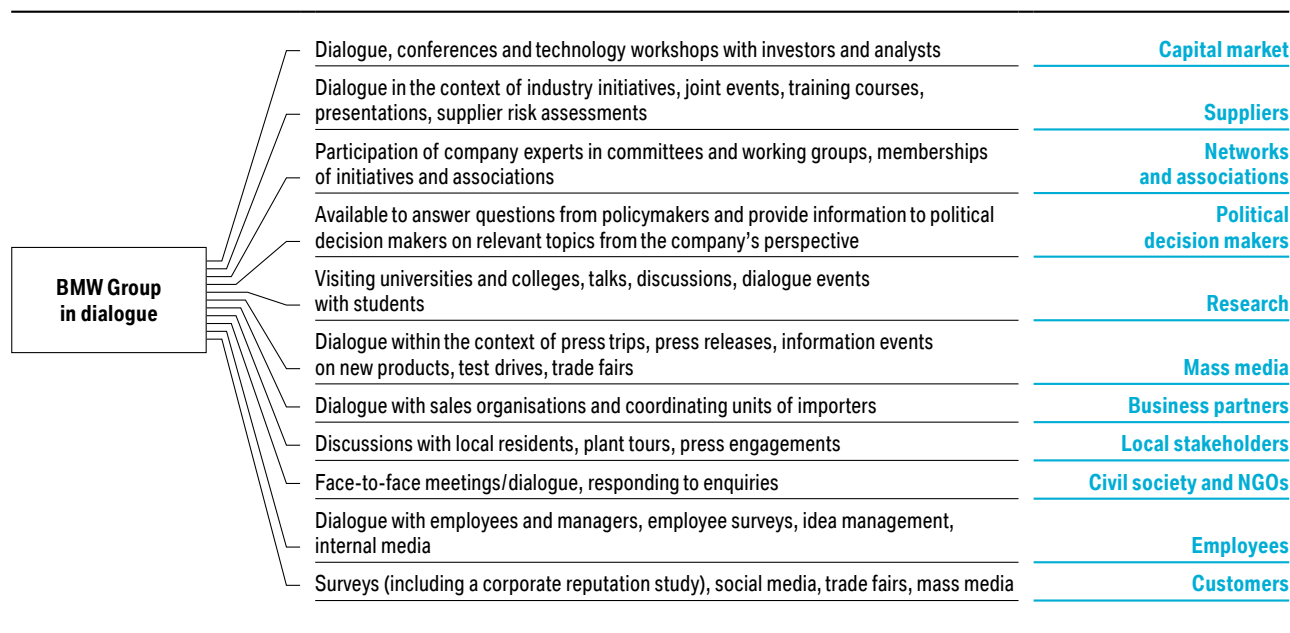 Dialogue, conferences and technology workshops with investors and analysts
Capital market
Dialogue in the context of industry initiatives, joint events, training courses,
presentations, supplier risk assessments
Suppliers
Participation of company experts in committees and working groups, memberships
of initiatives and associations
Networks
and associations
Available to answer questions from policymakers and provide information to political
decision makers on relevant topics from the company’s perspective
Political
decision makers
BMW Group
in dialogue
Visiting universities and colleges, talks, discussions, dialogue events
with students
Research
Dialogue within the context of press trips, press releases, information events
on new products, test drives, trade fairs
Mass media
Dialogue with sales organisations and coordinating units of importers
Business partners
Discussions with local residents, plant tours, press engagements
Local stakeholders
Face-to-face meetings/dialogue, responding to enquiries
Civil society and NGOs
Dialogue with employees and managers, employee surveys, idea management,
internal media
Employees
Surveys (including a corporate reputation study), social media, trade fairs, mass media
Customers